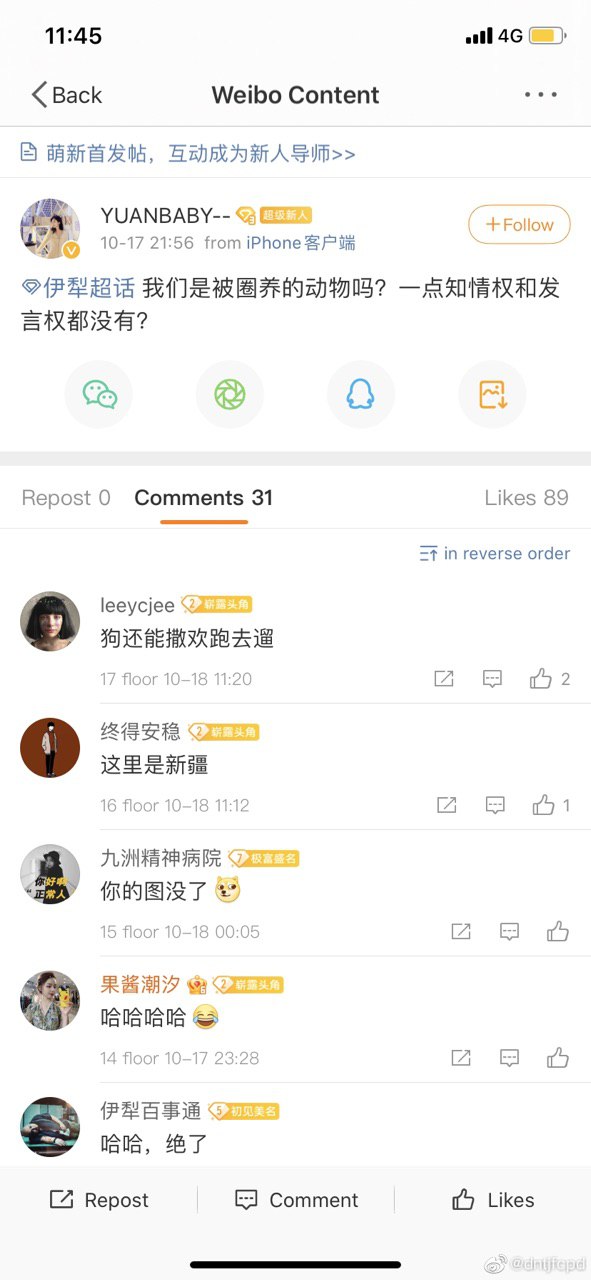 11:45
4G
Back
Weibo Content
萌新首发帖，互动成为新人导师>>
YUANBABY-- 超级新人
10-17 21:56 from iPhone客户端
+Follow
伊犁超话 我们是被圈养的动物吗？一点知情权和发
言权都没有？
Repost 0
Comments 31
Likes 89
in reverse order
leeycjee 2 崭露头角
狗还能撒欢跑去遛
17 floor 10-18 11:20
2
终得安稳 2 崭露头角
这里是新疆
16 floor 10-18 11:12
1
你好啊
正常人
九洲精神病院 7 极富盛名
你的图没了
15 floor 10-18 00:05
果酱潮汐 2 崭露头角
哈哈哈哈
14 floor 10-17 23:28
伊犁百事通 5 初见美名
哈哈，绝了
Repost
Comment
Likes
@dntjfcpd